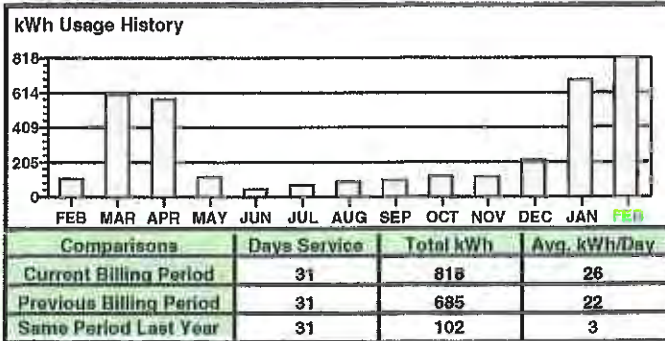 kWh Usage History
818
614
409
205
0
FEB MAR APR MAY JUN JUL AUG SEP OCT NOV DEC JAN FEB
Comparisons Days Service Total kWh Avg. kWh/Day
Current Billing Period 31 818 26
Previous Billing Period 31 685 22
Same Period Last Year 31 102 3